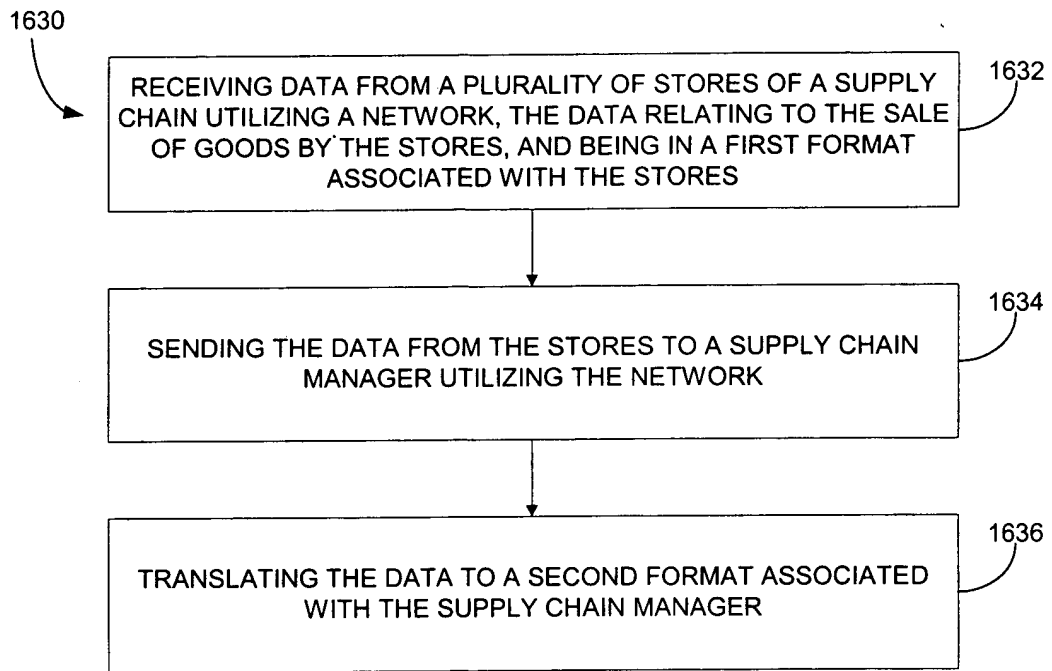 1630
RECEIVING DATA FROM A PLURALITY OF STORES OF A SUPPLY
CHAIN UTILIZING A NETWORK, THE DATA RELATING TO THE SALE
OF GOODS BY THE STORES, AND BEING IN A FIRST FORMAT
ASSOCIATED WITH THE STORES
1632
SENDING THE DATA FROM THE STORES TO A SUPPLY CHAIN
MANAGER UTILIZING THE NETWORK
1634
TRANSLATING THE DATA TO A SECOND FORMAT ASSOCIATED
WITH THE SUPPLY CHAIN MANAGER
1636